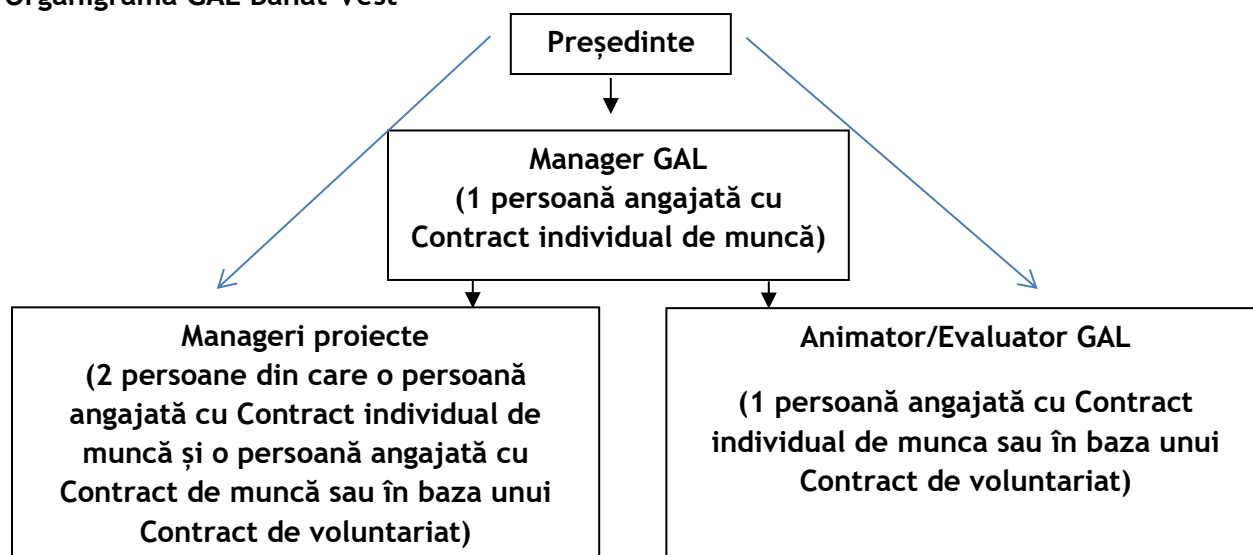 Organigrama GAL Banat-Vest
Președinte
Manager GAL
(1 persoană angajată cu
Contract individual de muncă)
Manageri proiecte
(2 persoane din care o persoană
angajată cu Contract individual de
muncă și o persoană angajată cu
Contract de muncă sau în baza unui
Contract de voluntariat)
Animator/Evaluator GAL
(1 persoană angajată cu Contract
individual de munca sau în baza unui
Contract de voluntariat)